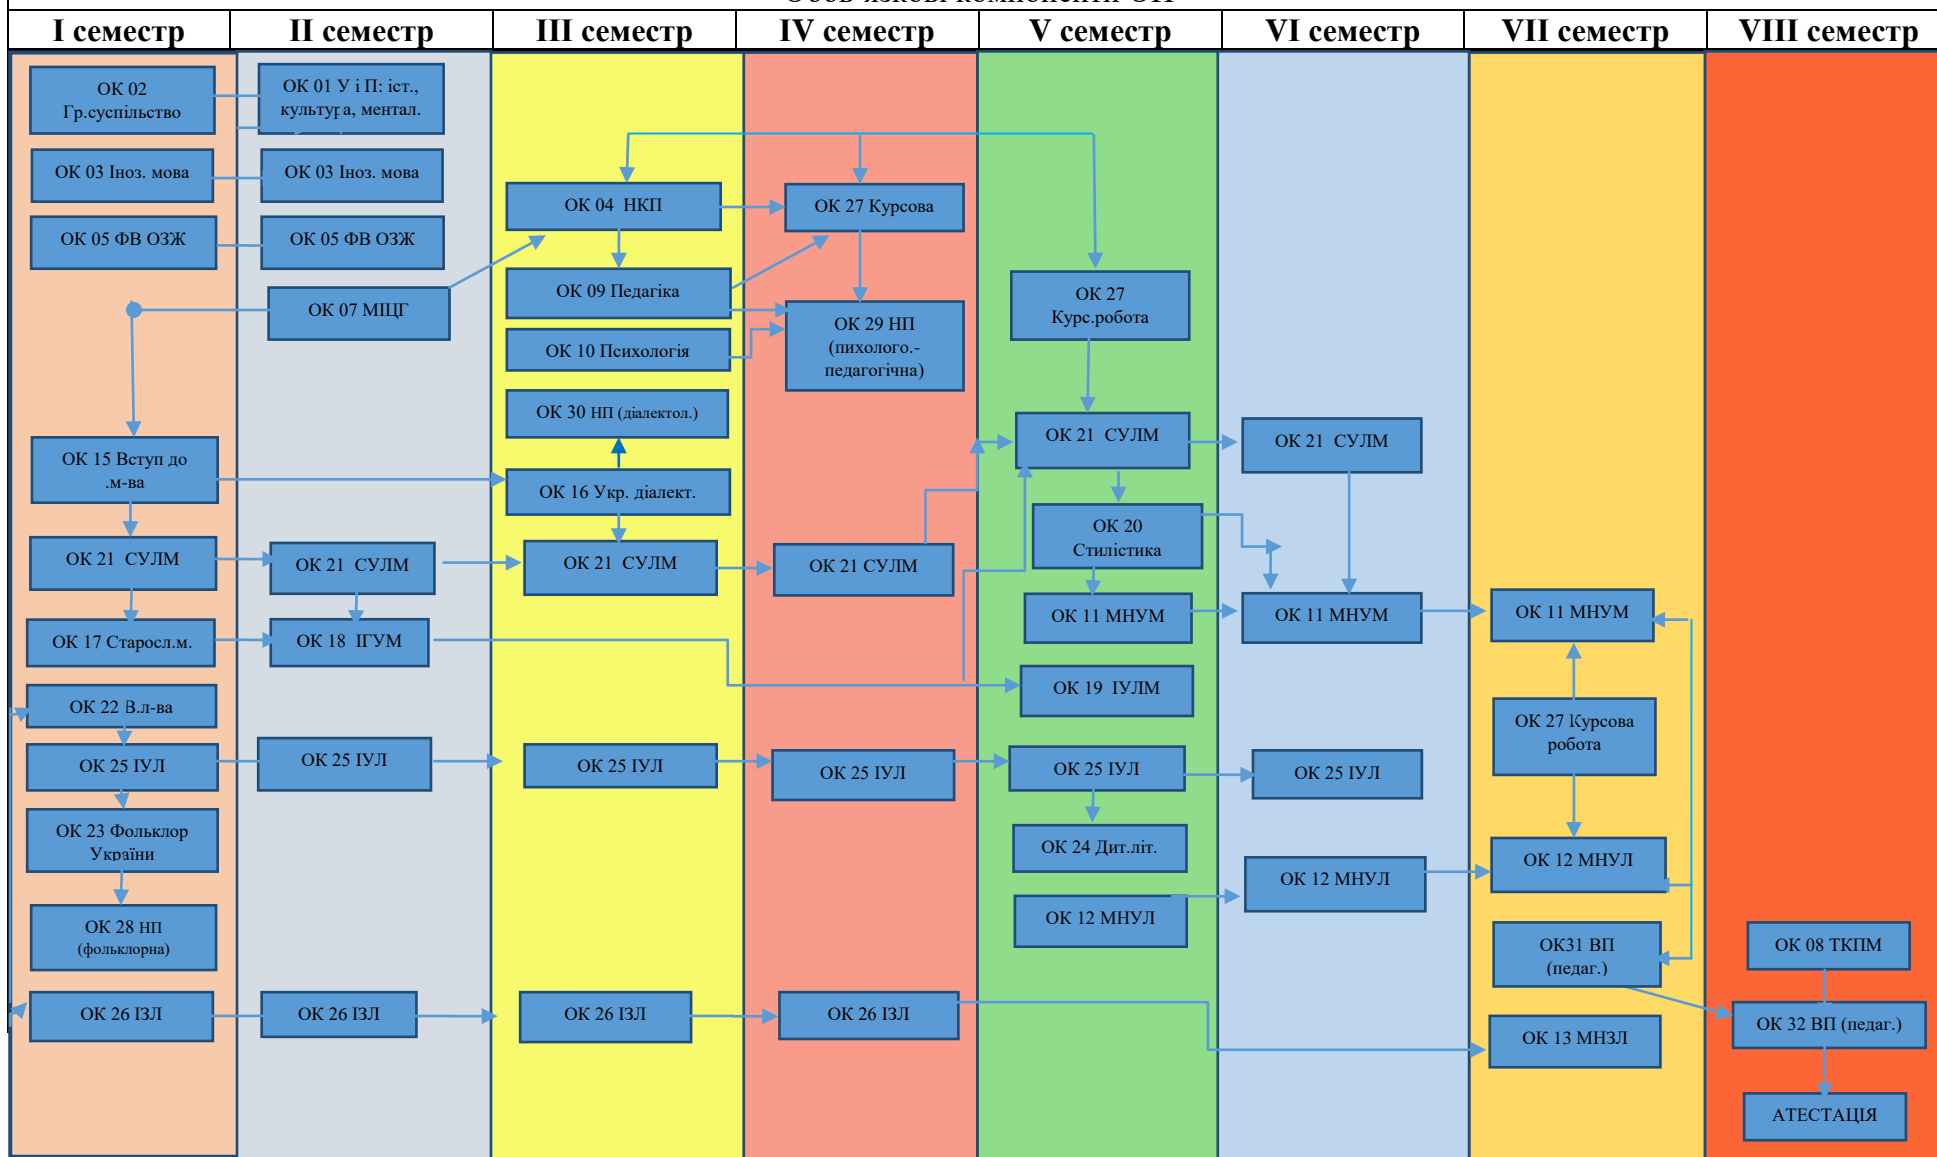 Обов'язкові компоненти ОП
I семестр
II семестр
III семестр
IV семестр
V семестр
VI семестр
VII семестр
VIII семестр
ОК 02
Гр.суспільство
ОК 03 Іноз. мова
ОК 05 ФВ ОЗЖ
ОК 15 Вступ до
.м-ва
ОК 21 СУЛМ
ОК 17 Старосл.м.
ОК 22 В.л-ва
ОК 25 ІУЛ
ОК 23 Фольклор
України
ОК 28 НП
(фольклорна)
ОК 26 ІЗЛ
ОК 01 У і П: іст.,
культура, ментал.
ОК 03 Іноз. мова
ОК 05 ФВ ОЗЖ
ОК 07 МІЦГ
ОК 21 СУЛМ
ОК 18 ІГУМ
ОК 25 ІУЛ
ОК 26 ІЗЛ
ОК 04 НКП
ОК 09 Педагіка
ОК 10 Психологія
ОК 30 НП (діалектол.)
ОК 16 Укр. діалект.
ОК 21 СУЛМ
ОК 25 ІУЛ
ОК 26 ІЗЛ
ОК 27 Курсова
ОК 29 НП
(пихолого.-
педагогічна)
ОК 21 СУЛМ
ОК 25 ІУЛ
ОК 26 ІЗЛ
ОК 27
Курс.робота
ОК 21 СУЛМ
ОК 20
Стилістика
ОК 11 МНУМ
ОК 19 ІУЛМ
ОК 25 ІУЛ
ОК 24 Дит.літ.
ОК 12 МНУЛ
ОК 21 СУЛМ
ОК 11 МНУМ
ОК 25 ІУЛ
ОК 12 МНУЛ
ОК 11 МНУМ
ОК 27 Курсова
робота
ОК 12 МНУЛ
ОК31 ВП
(педаг.)
ОК 13 МНЗЛ
ОК 08 ТКПМ
ОК 32 ВП (педаг.)
АТЕСТАЦІЯ